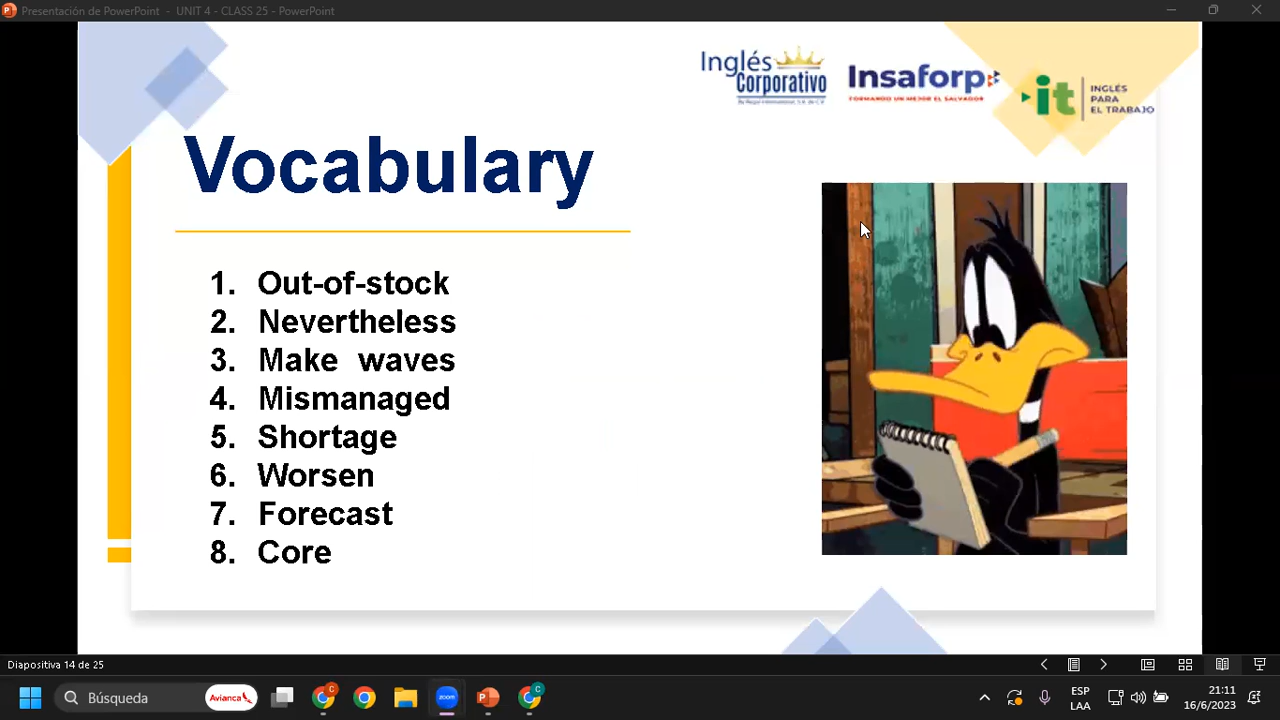 Presentación de PowerPoint - UNIT 4 - CLASS 25 - PowerPoint
Inglés
Corporativo
Insaforp
FORMANDO UN MEJOR EL SALVADOR
it
INGLÉS
PARA
EL TRABAJO
Vocabulary
1. Out-of-stock
2. Nevertheless
3. Make waves
4. Mismanaged
5. Shortage
6. Worsen
7. Forecast
8. Core
Diapositiva 14 de 25
Búsqueda
Avianca
zoom
ESP
LAA
21:11
16/6/2023